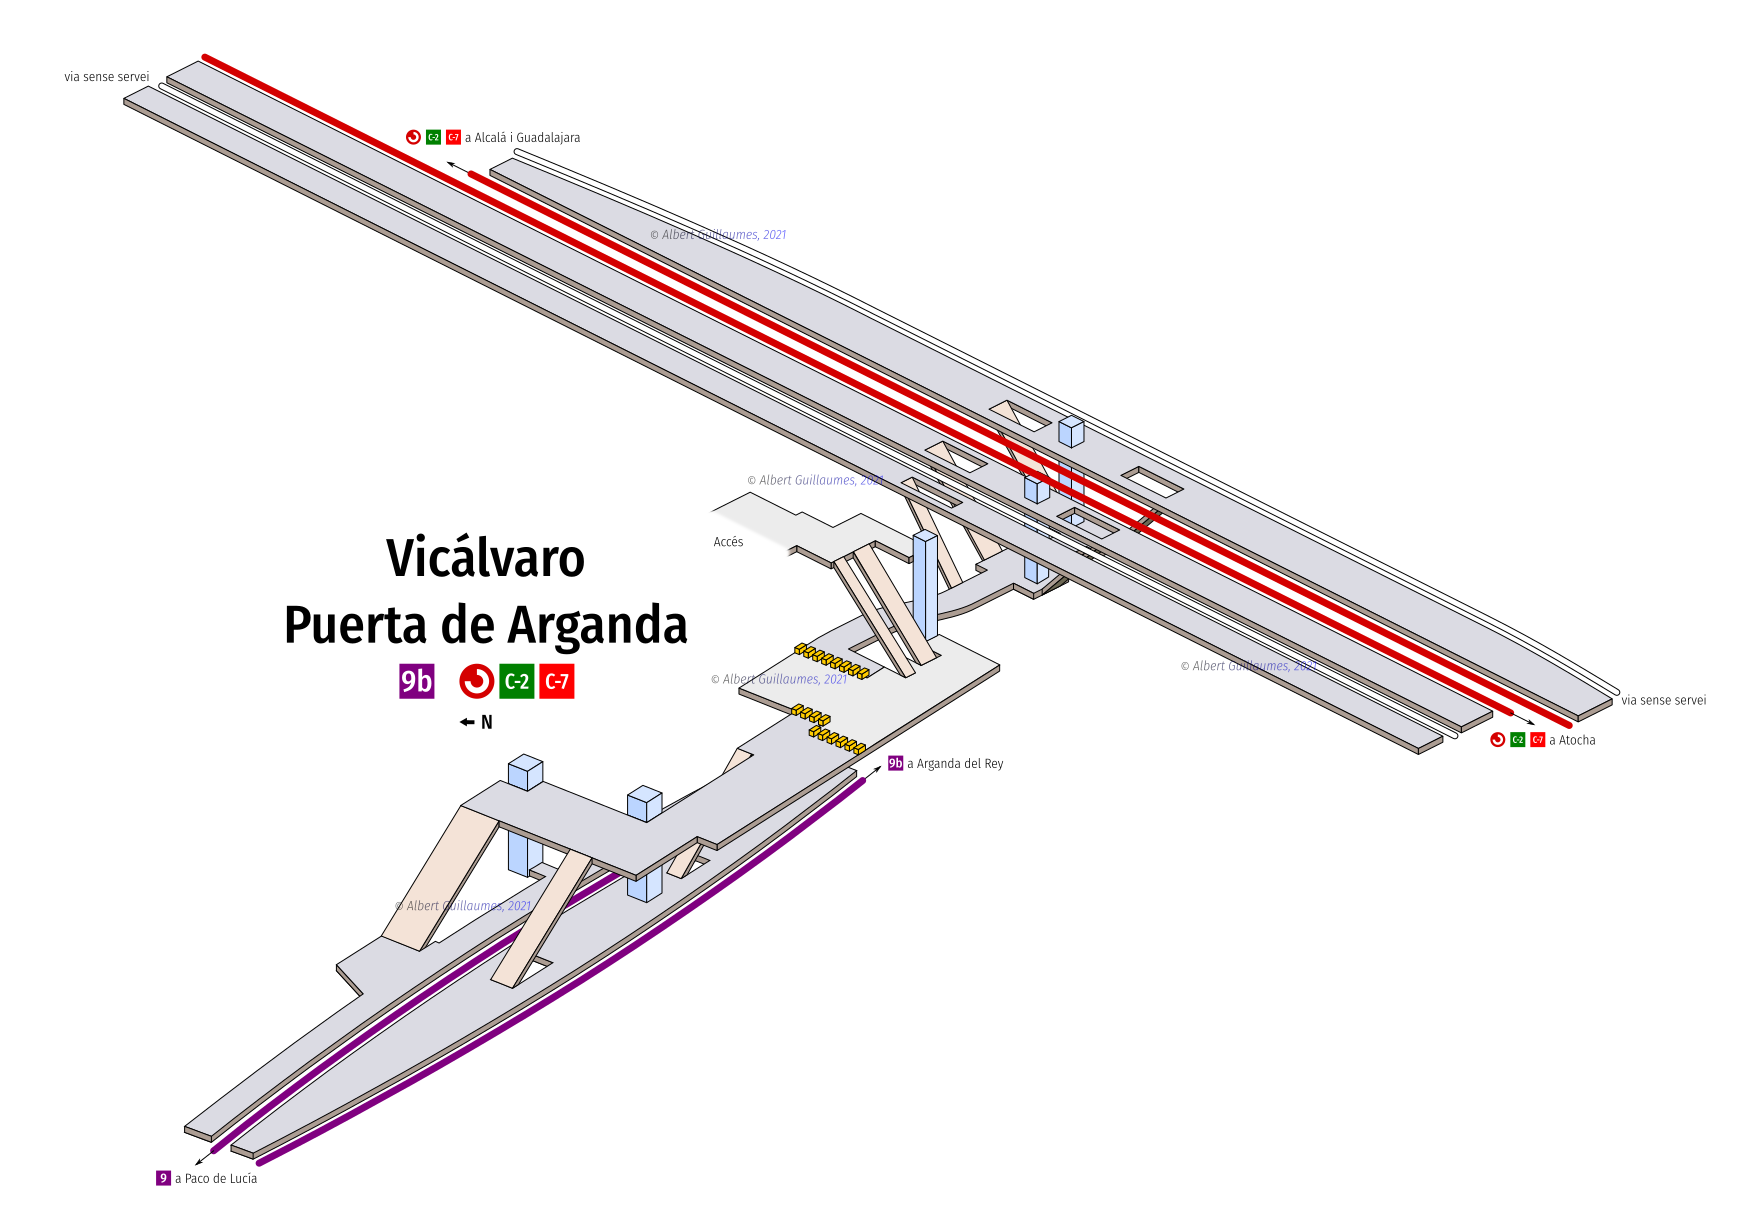 via sense servei
C-2 C-7 a Alcalá i Guadalajara
© Albert Guillaumes, 2021
© Albert Guillaumes, 2021
Accés
Vicálvaro
Puerta de Arganda
9b C-2 C-7
N
© Albert Guillaumes, 2021
© Albert Guillaumes, 2021
via sense servei
C-2 C-7 a Atocha
9b a Arganda del Rey
© Albert Guillaumes, 2021
9 a Paco de Lucía